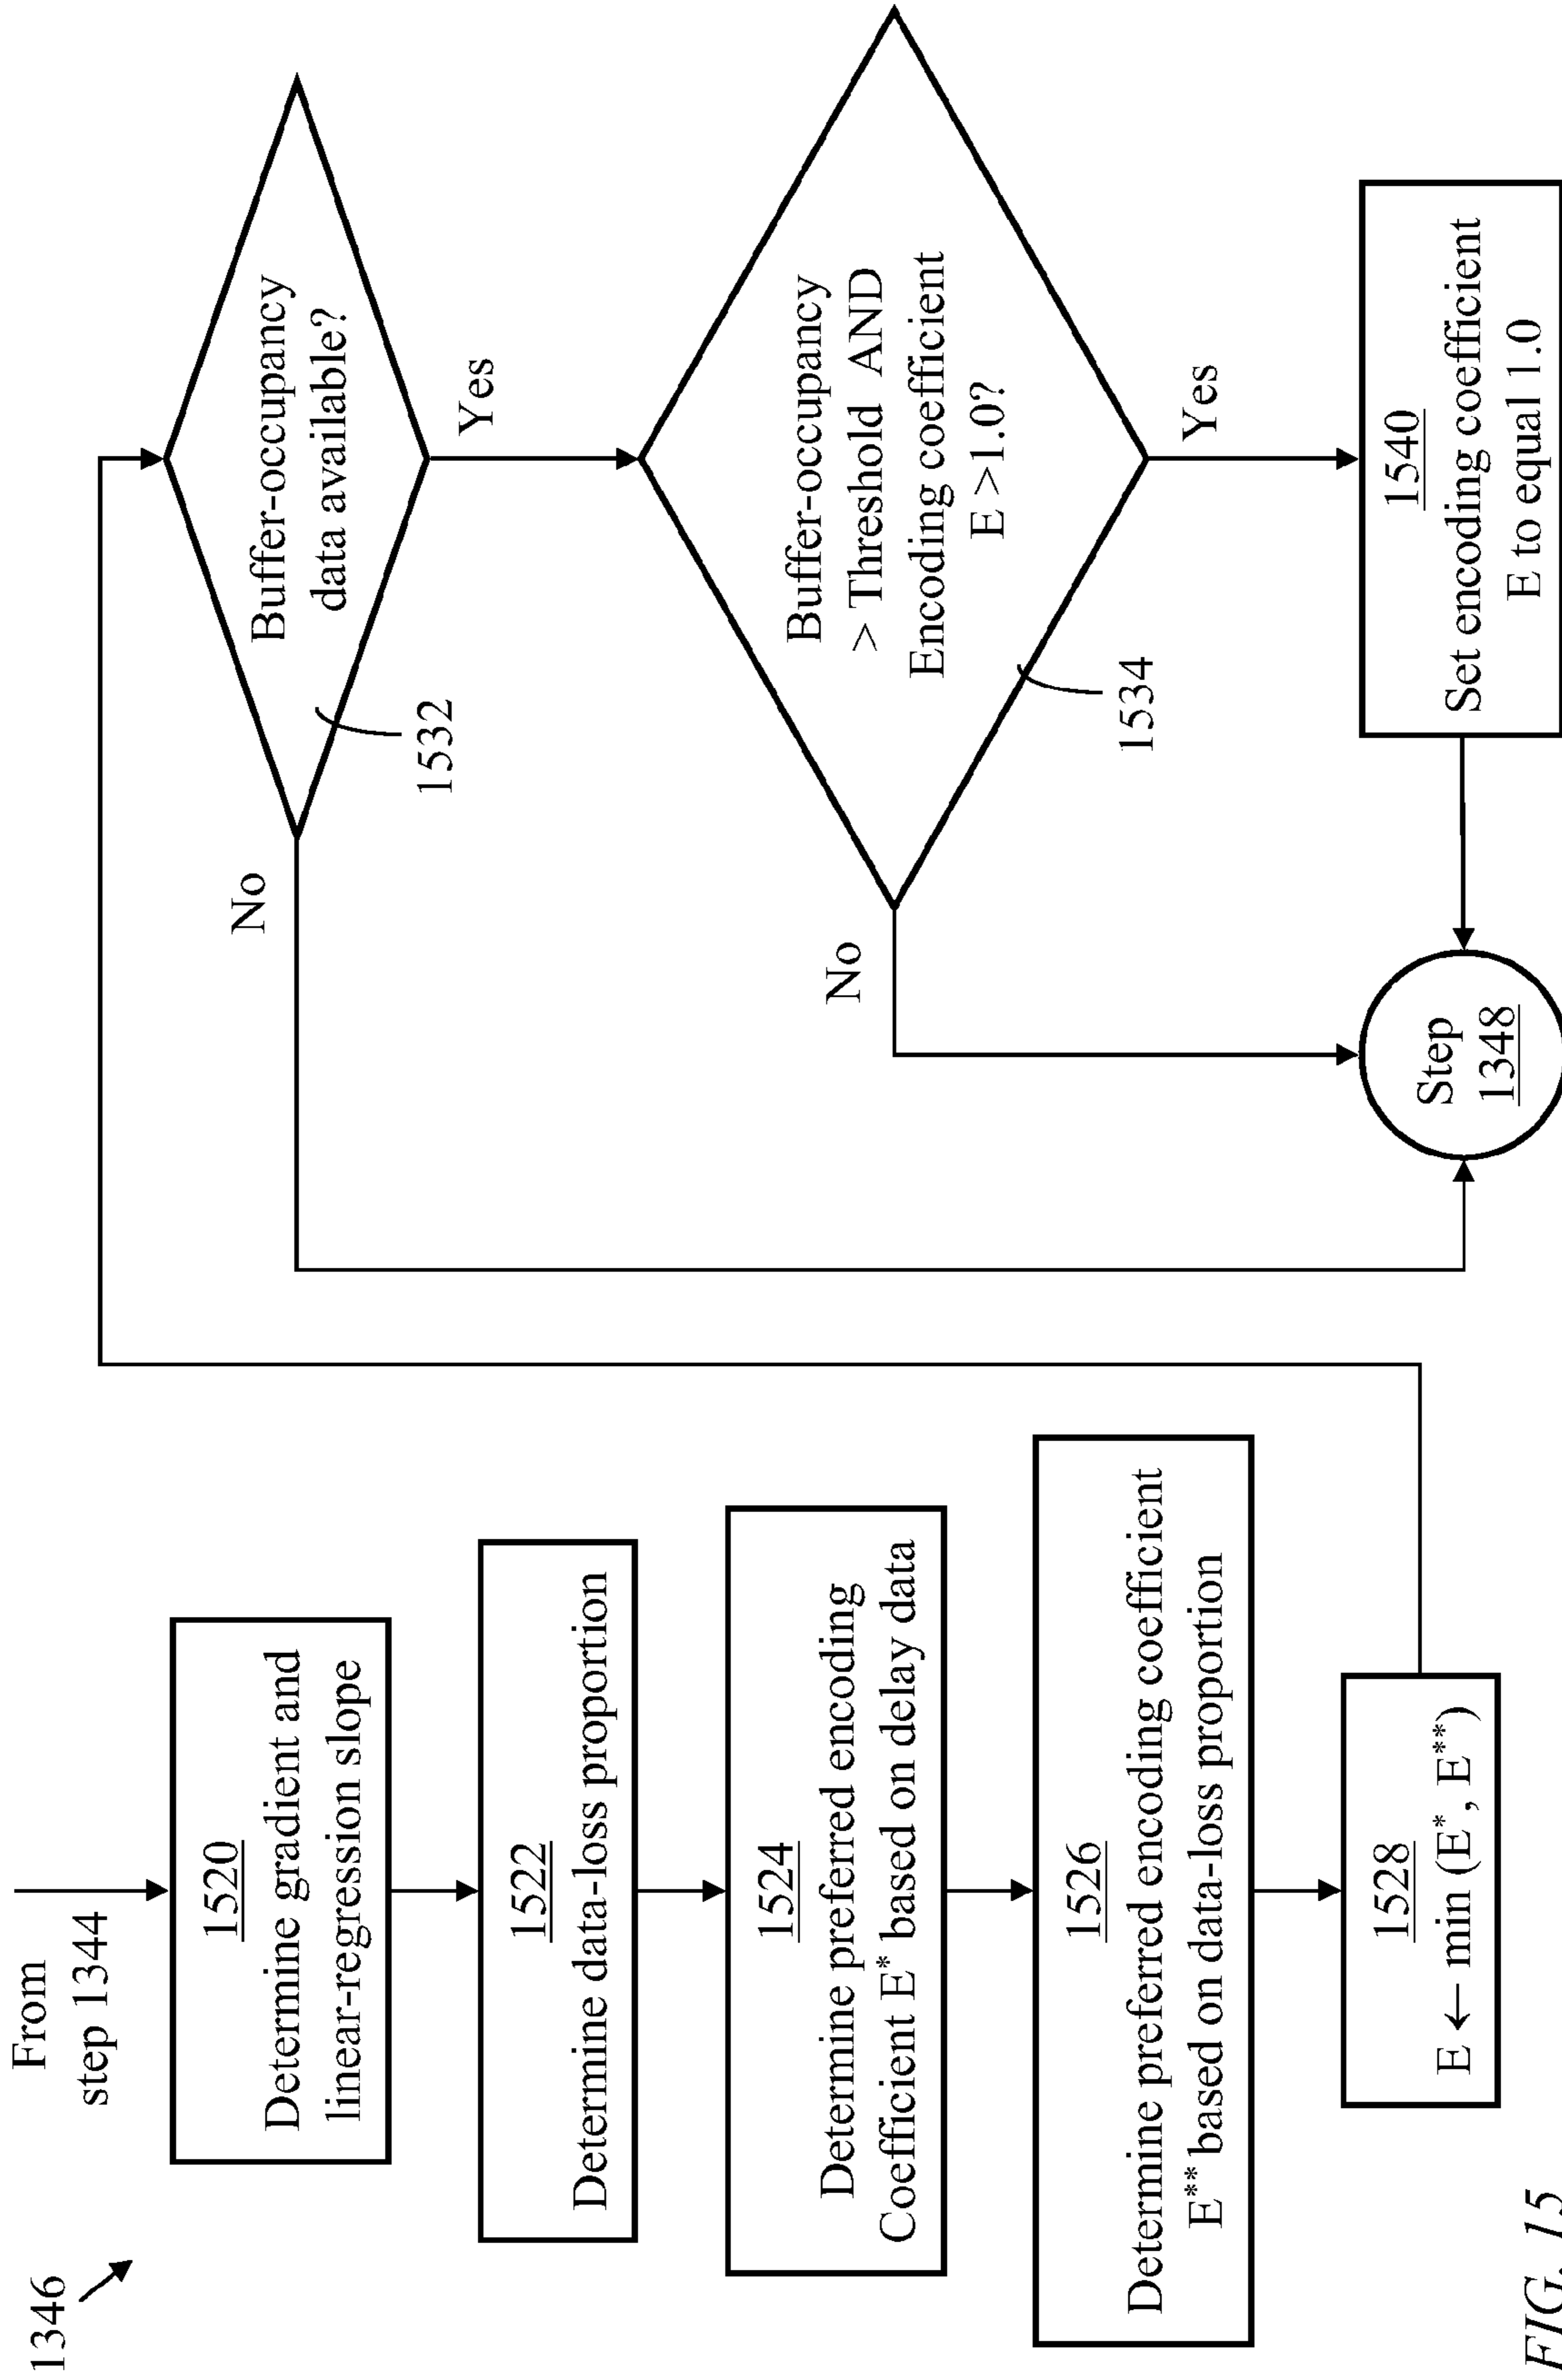 1346
From
step 1344
1520
Determine gradient and
linear-regression slope
1522
Determine data-loss proportion
1524
Determine preferred encoding
Coefficient E* based on delay data
1526
Determine preferred encoding coefficient
E** based on data-loss proportion
1528
E ← min (E*, E**)
Buffer-occupancy
data available?
1532
No
Yes
Buffer-occupancy
> Threshold AND
Encoding coefficient
E >1.0?
1534
No
Yes
1540
Set encoding coefficient
E to equal 1.0
Step
1348
FIG. 15